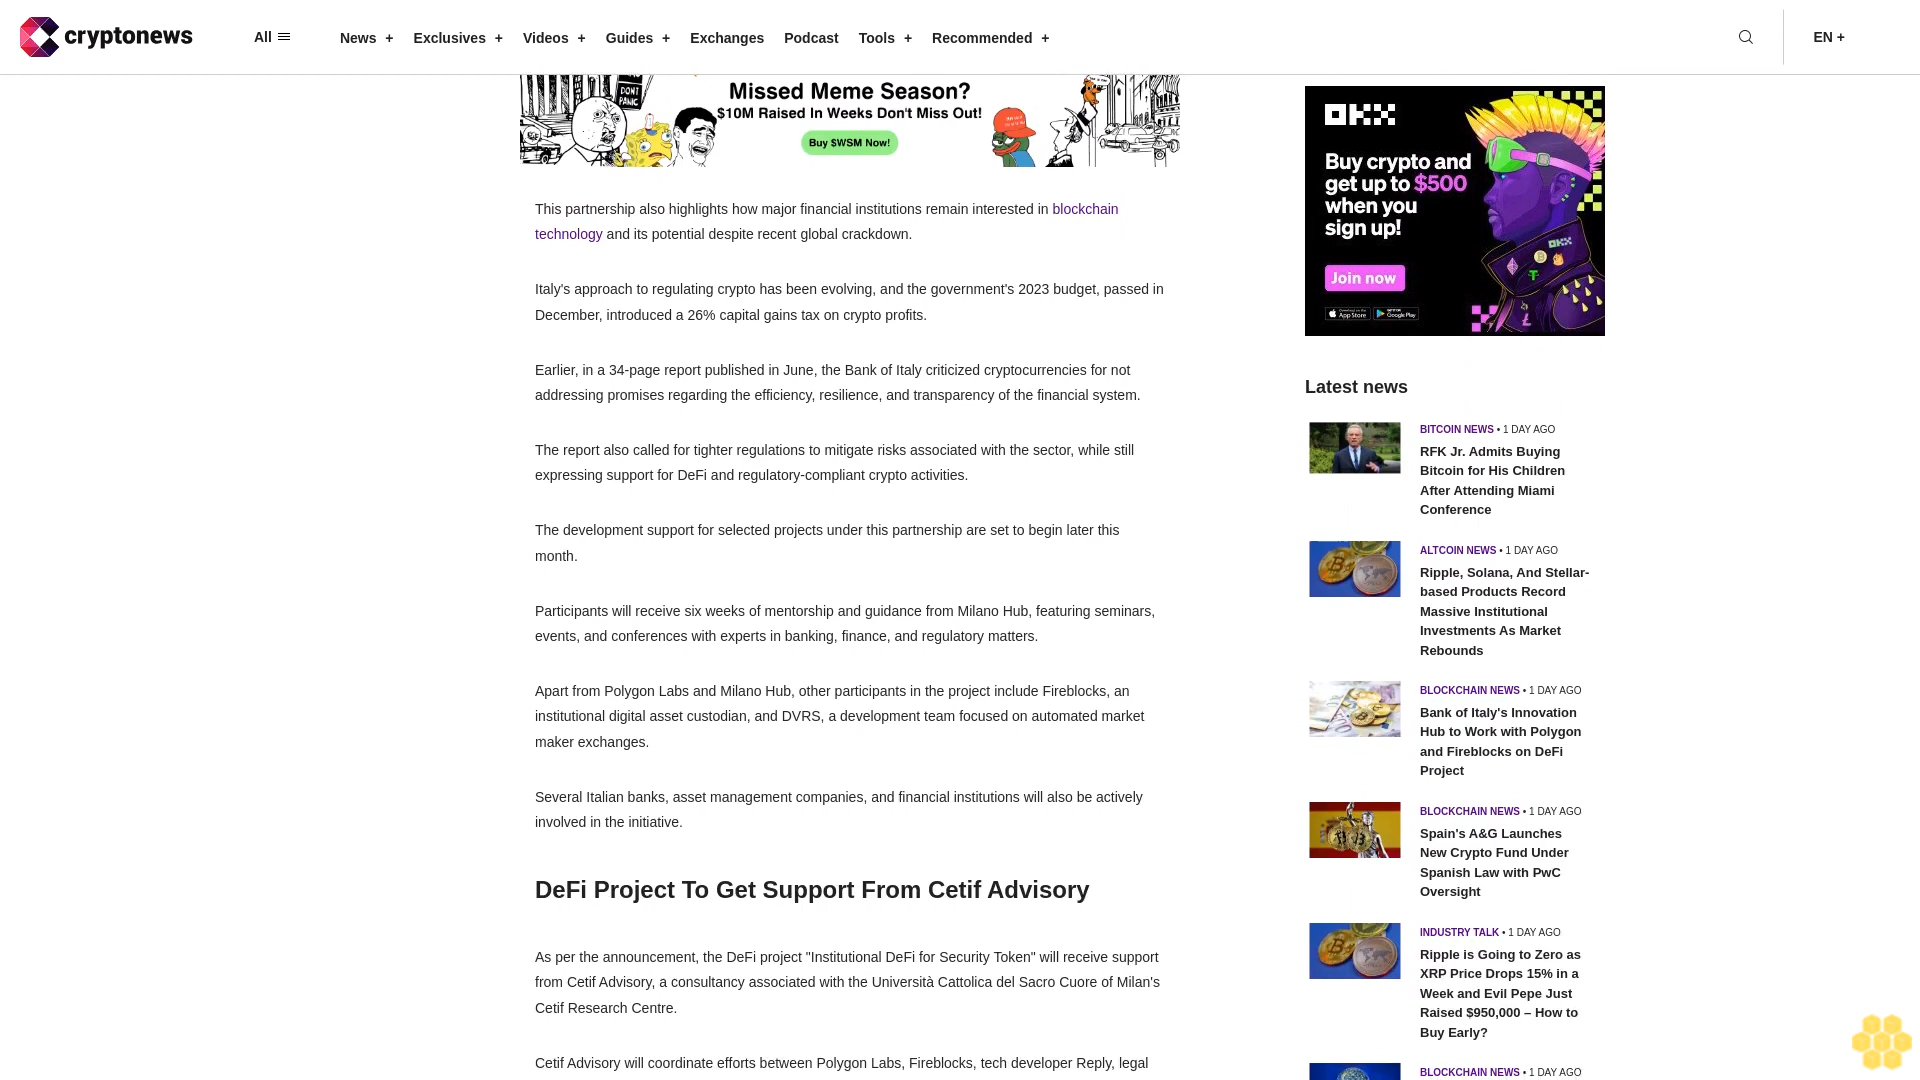 cryptonews
All
News +
Exclusives +
Videos +
Guides +
Exchanges
Podcast
Tools +
Recommended +
EN +
DONT
PANIC
Missed Meme Season?
$10M Raised In Weeks Don't Miss Out!
Buy $WSM Now!
This partnership also highlights how major financial institutions remain interested in blockchain
technology and its potential despite recent global crackdown.
Italy's approach to regulating crypto has been evolving, and the government's 2023 budget, passed in
December, introduced a 26% capital gains tax on crypto profits.
Earlier, in a 34-page report published in June, the Bank of Italy criticized cryptocurrencies for not
addressing promises regarding the efficiency, resilience, and transparency of the financial system.
The report also called for tighter regulations to mitigate risks associated with the sector, while still
expressing support for DeFi and regulatory-compliant crypto activities.
The development support for selected projects under this partnership are set to begin later this
month.
Participants will receive six weeks of mentorship and guidance from Milano Hub, featuring seminars,
events, and conferences with experts in banking, finance, and regulatory matters.
Apart from Polygon Labs and Milano Hub, other participants in the project include Fireblocks, an
institutional digital asset custodian, and DVRS, a development team focused on automated market
maker exchanges.
Several Italian banks, asset management companies, and financial institutions will also be actively
involved in the initiative.
DeFi Project To Get Support From Cetif Advisory
As per the announcement, the DeFi project "Institutional DeFi for Security Token" will receive support
from Cetif Advisory, a consultancy associated with the Università Cattolica del Sacro Cuore of Milan's
Cetif Research Centre.
Cetif Advisory will coordinate efforts between Polygon Labs, Fireblocks, tech developer Reply, legal
OKX
Buy crypto and
get up to $500
when you
sign up!
Join now
App Store
Google Play
OKX
Latest news
BITCOIN NEWS • 1 DAY AGO
RFK Jr. Admits Buying
Bitcoin for His Children
After Attending Miami
Conference
ALTCOIN NEWS • 1 DAY AGO
Ripple, Solana, And Stellar-
based Products Record
Massive Institutional
Investments As Market
Rebounds
BLOCKCHAIN NEWS • 1 DAY AGO
Bank of Italy's Innovation
Hub to Work with Polygon
and Fireblocks on DeFi
Project
BLOCKCHAIN NEWS • 1 DAY AGO
Spain's A&G Launches
New Crypto Fund Under
Spanish Law with PwC
Oversight
INDUSTRY TALK • 1 DAY AGO
Ripple is Going to Zero as
XRP Price Drops 15% in a
Week and Evil Pepe Just
Raised $950,000 – How to
Buy Early?
BLOCKCHAIN NEWS • 1 DAY AGO